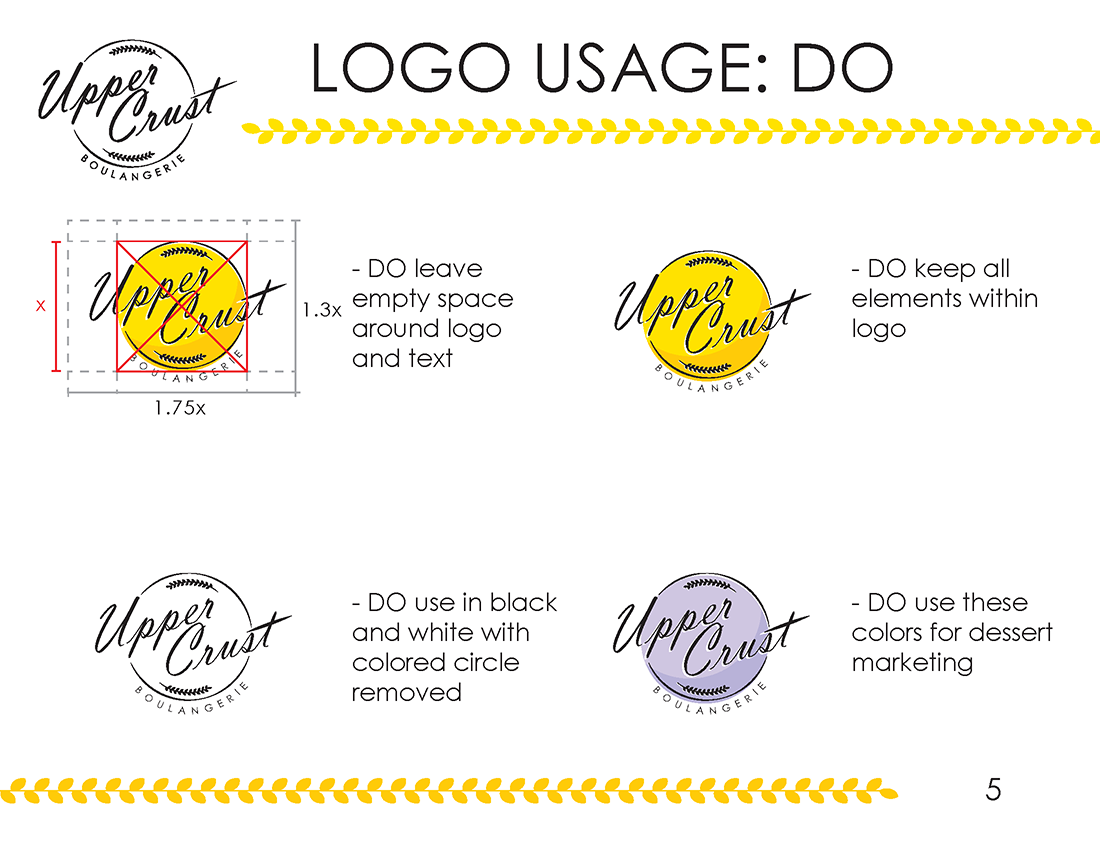 Upper
Crust
BOULANGERIE
LOGO USAGE: DO
x
Upper
Crust
BOULANGERIE
1.3x
1.75x
- DO leave
empty space
around logo
and text
Upper
Crust
BOULANGERIE
- DO keep all
elements within
logo
Upper
Crust
BOULANGERIE
- DO use in black
and white with
colored circle
removed
Upper
Crust
BOULANGERIE
- DO use these
colors for dessert
marketing
5